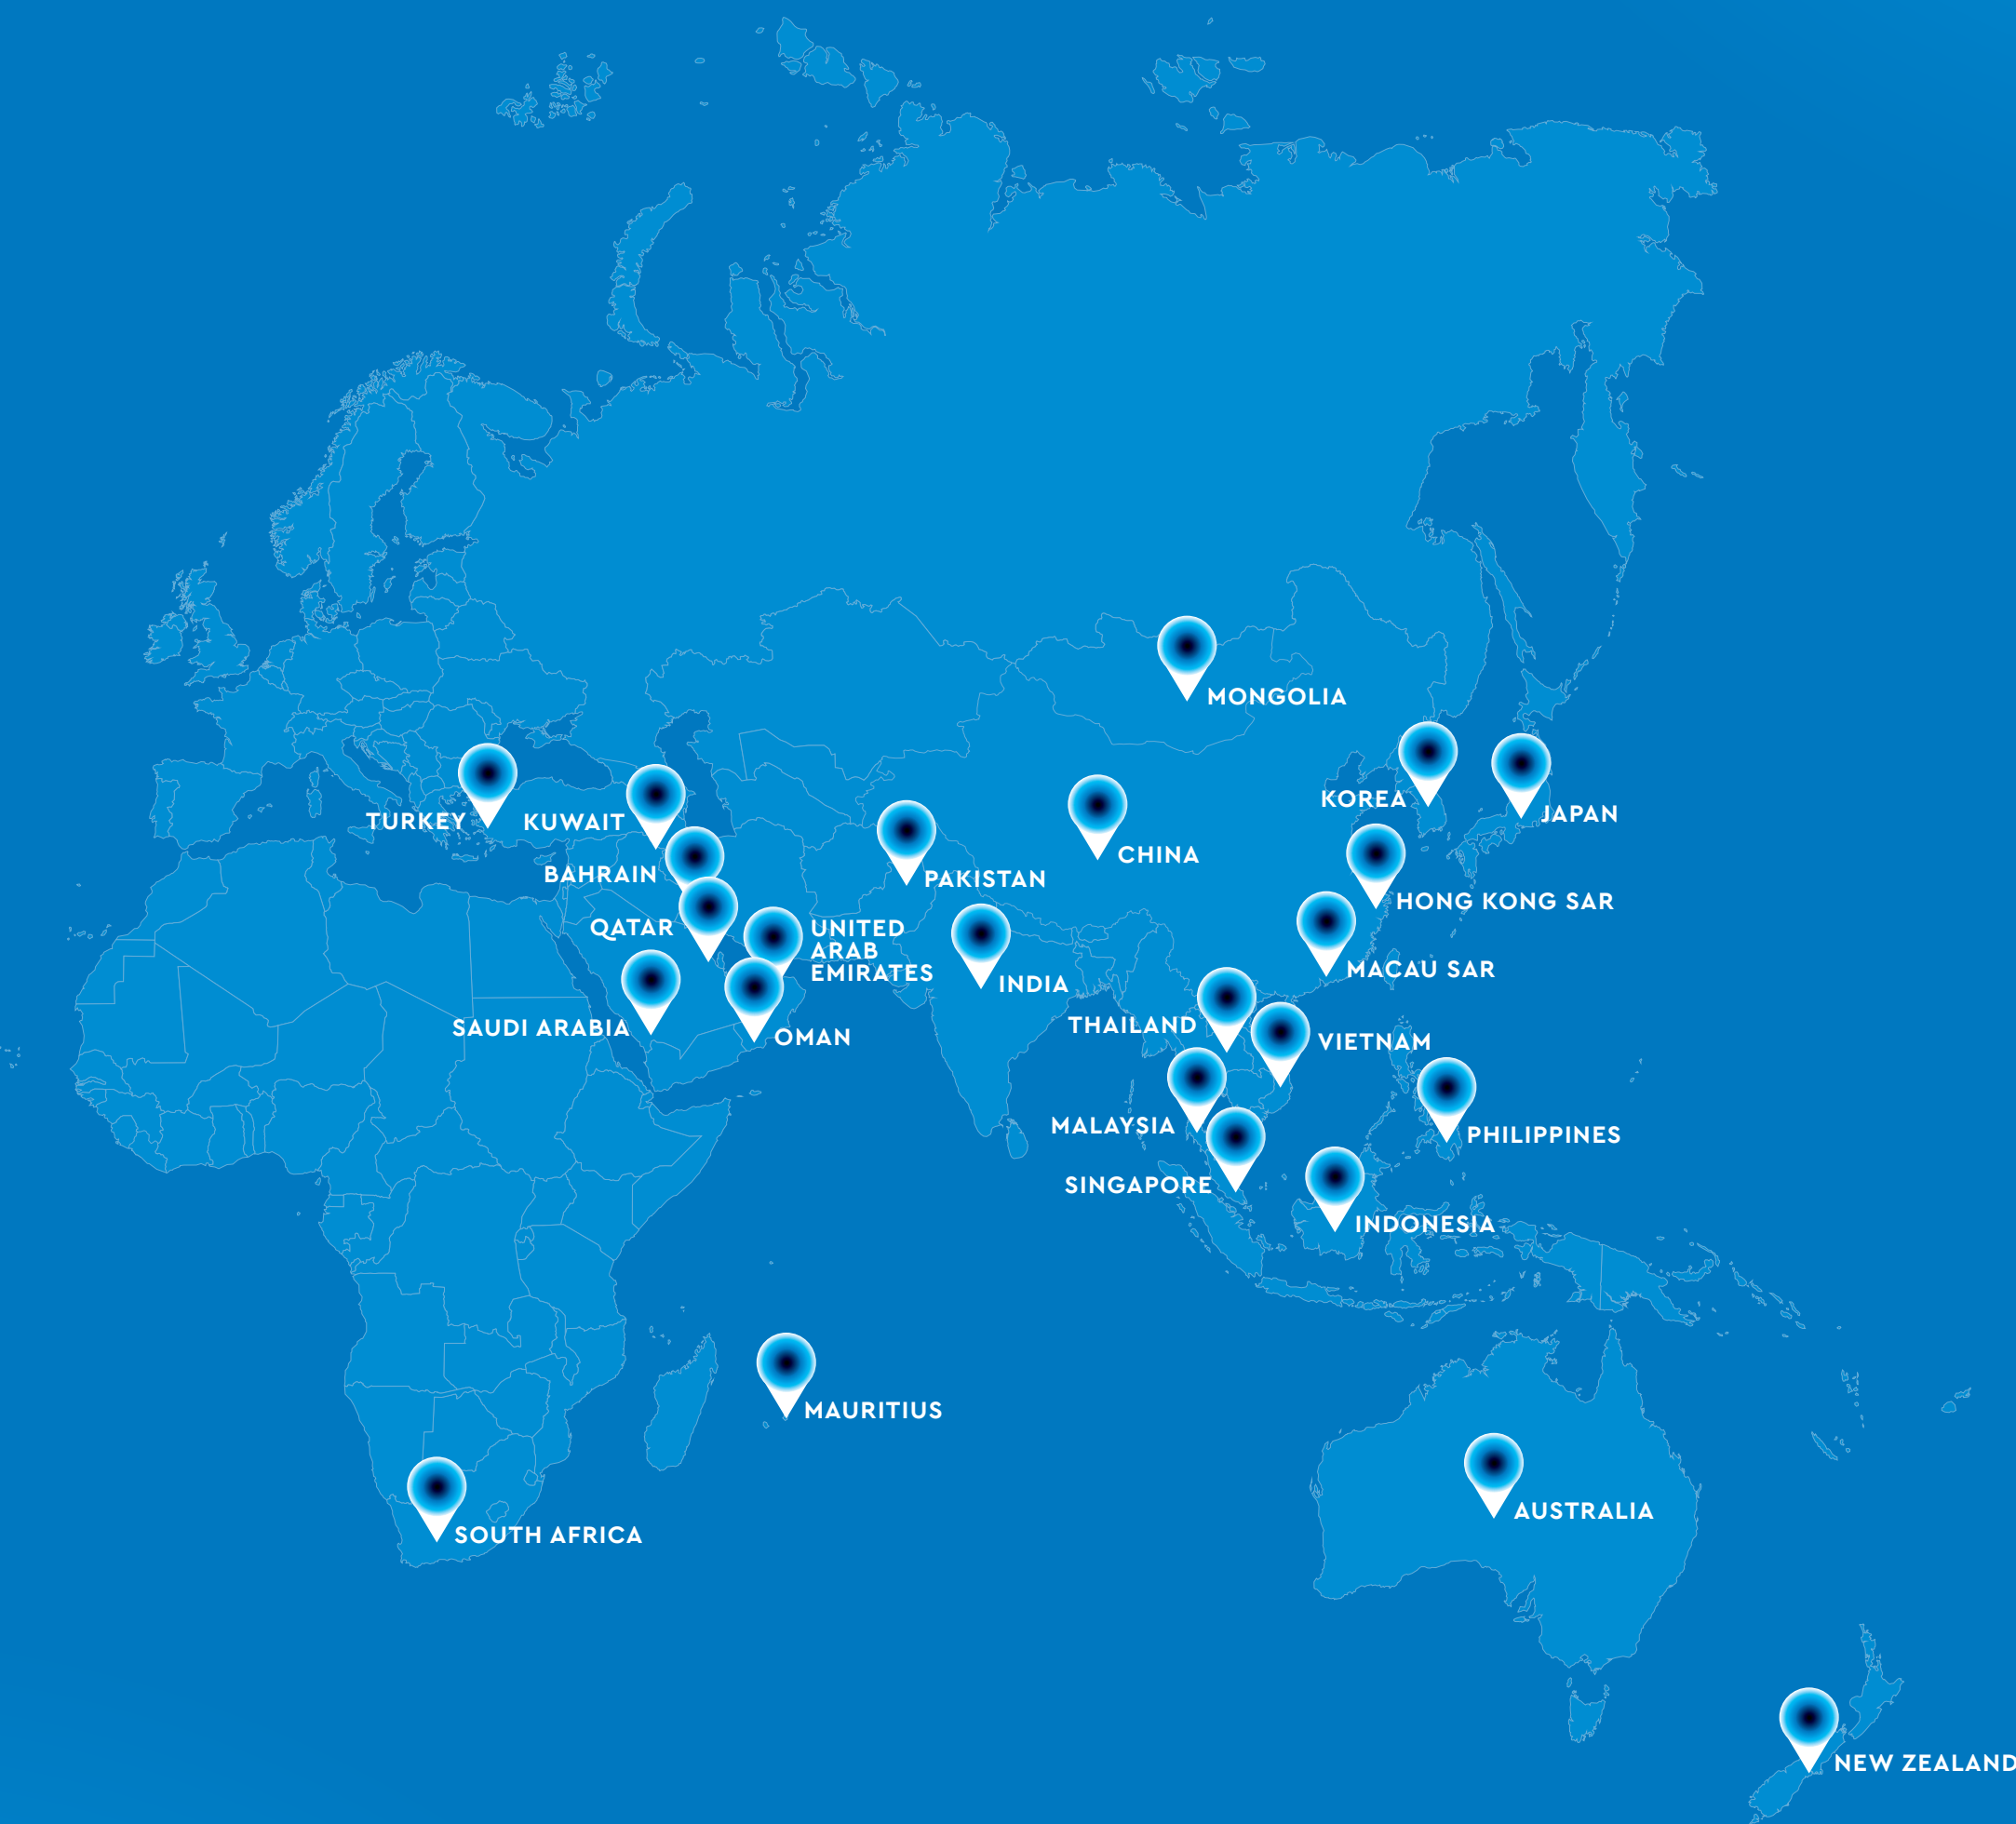 MONGOLIA
KOREA
JAPAN
TURKEY
KUWAIT
CHINA
BAHRAIN
PAKISTAN
HONG KONG SAR
QATAR
UNITED
ARAB
EMIRATES
MACAU SAR
INDIA
SAUDI ARABIA
OMAN
THAILAND
VIETNAM
MALAYSIA
PHILIPPINES
SINGAPORE
INDONESIA
MAURITIUS
AUSTRALIA
SOUTH AFRICA
NEW ZEALAND